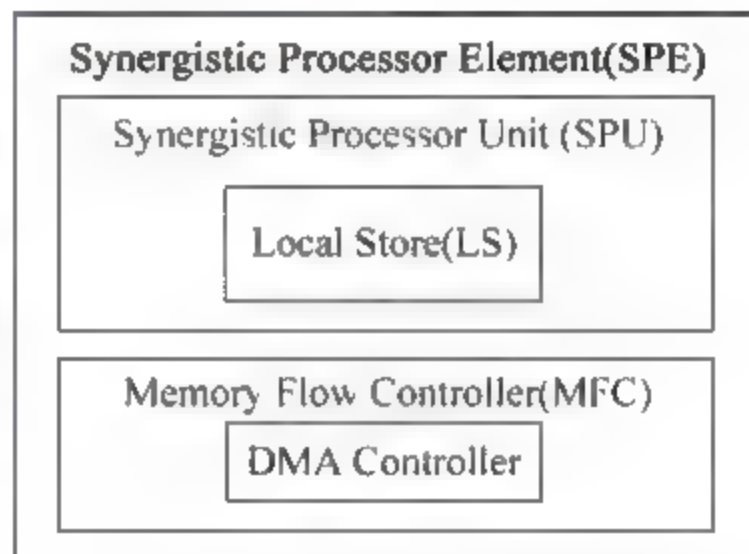 Synergistic Processor Element(SPE)
Synergistic Processor Unit (SPU)
Local Store(LS)
Memory Flow Controller(MFC)
DMA Controller